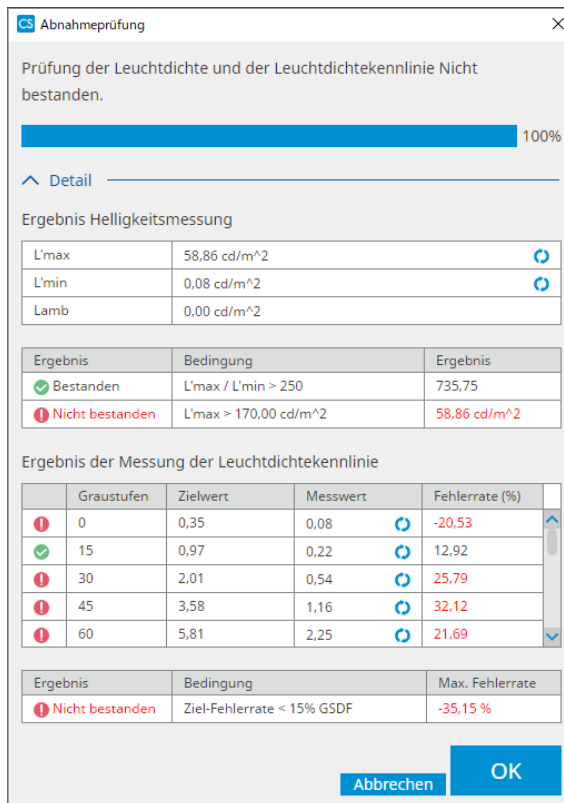 CS Abnahmeprüfung
Prüfung der Leuchtdichte und der Leuchtdichtekennlinie Nicht
bestanden.
100%
Detail
Ergebnis Helligkeitsmessung
L'max 58,86 cd/m^2
L'min 0,08 cd/m^2
Lamb 0,00 cd/m^2
Ergebnis Bedingung Ergebnis
Bestanden L'max / L'min > 250 735,75
Nicht bestanden L'max > 170,00 cd/m^2 58,86 cd/m^2
Ergebnis der Messung der Leuchtdichtekennlinie
Graustufen Zielwert Messwert Fehlerrate (%)
0 0,35 0,08 -20,53
15 0,97 0,22 12,92
30 2,01 0,54 25,79
45 3,58 1,16 32,12
60 5,81 2,25 21,69
Ergebnis Bedingung Max. Fehlerrate
Nicht bestanden Ziel-Fehlerrate < 15% GSDF -35,15 %
Abbrechen OK